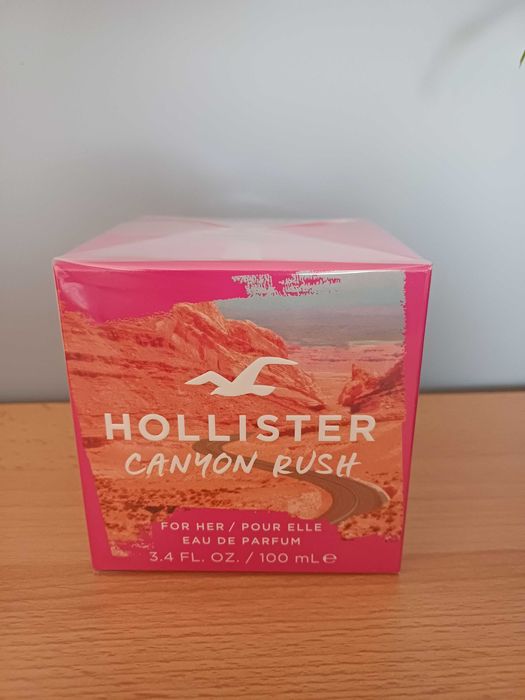 HOLLISTER
CANYON RUSH
FOR HER / POUR ELLE
EAU DE PARFUM
3.4 FL. OZ. / 100 mL ℮